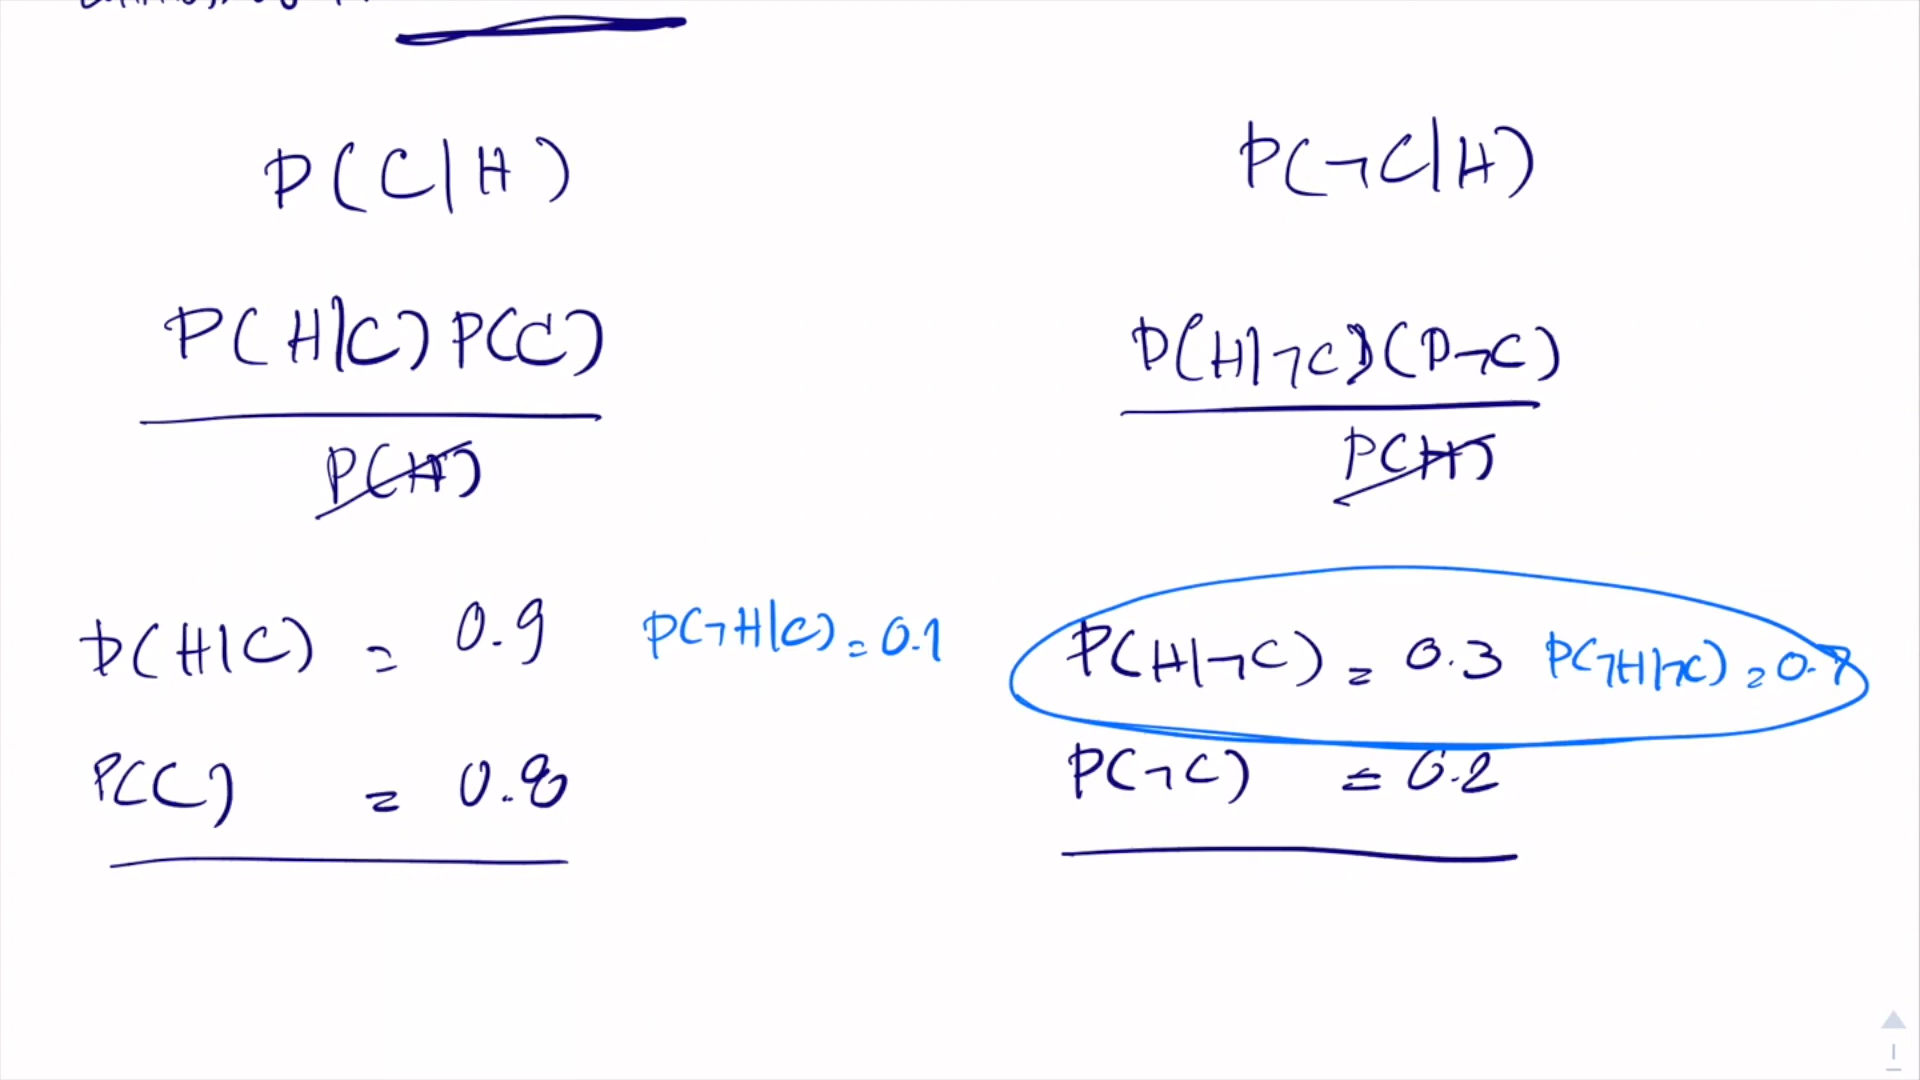 P(C|H)
P(¬C|H)
P(H|C) P(C)
P(H|¬C)(P¬C)
P(H)
P(H)
P(H|C) = 0.9
P(¬H|C) = 0.1
P(H|¬C) = 0.3
P(¬H|¬C) = 0.7
P(C) = 0.8
P(¬C) = 0.2